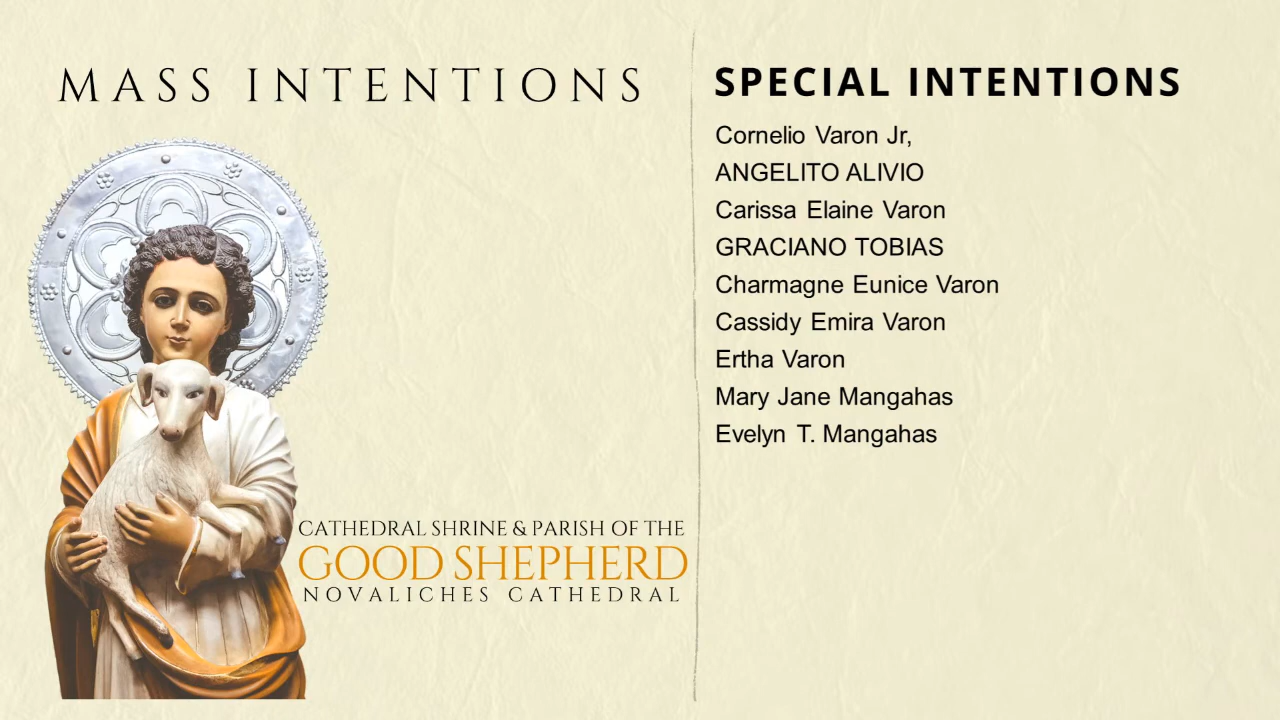 MASS INTENTIONS
CATHEDRAL SHRINE & PARISH OF THE
GOOD SHEPHERD
NOVALICHES CATHEDRAL
SPECIAL INTENTIONS
Cornelio Varon Jr,
ANGELITO ALIVIO
Carissa Elaine Varon
GRACIANO TOBIAS
Charmagne Eunice Varon
Cassidy Emira Varon
Ertha Varon
Mary Jane Mangahas
Evelyn T. Mangahas